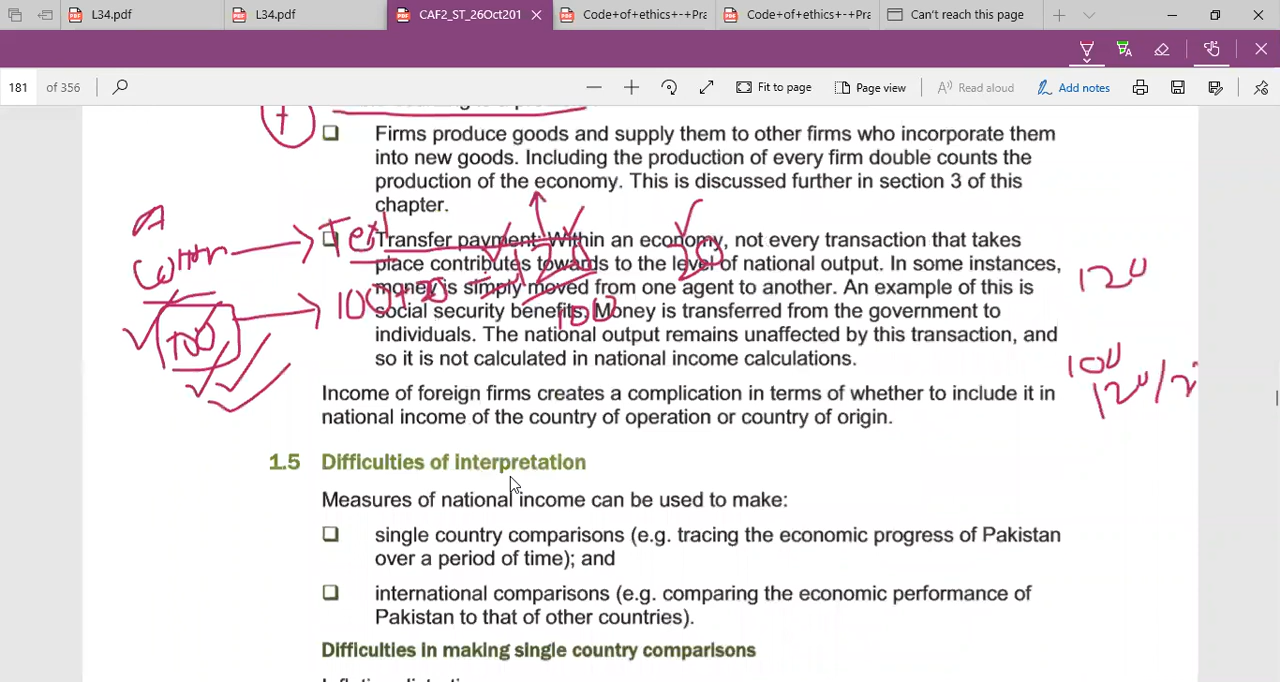 L34.pdf
L34.pdf
CAF2_ST_26Oct201
Code+of+ethics+-+Pra
Code+of+ethics+-+Pra
Can't reach this page
181 of 356
Fit to page
Page view
Read aloud
Add notes
❑ Firms produce goods and supply them to other firms who incorporate them
into new goods. Including the production of every firm double counts the
production of the economy. This is discussed further in section 3 of this
chapter.
❑ Transfer payment: Within an economy, not every transaction that takes
place contributes towards to the level of national output. In some instances,
money is simply moved from one agent to another. An example of this is
social security benefits. Money is transferred from the government to
individuals. The national output remains unaffected by this transaction, and
so it is not calculated in national income calculations.
A
Cotton
Text
100
100+20
120
20
100
120
100
120/2
Income of foreign firms creates a complication in terms of whether to include it in
national income of the country of operation or country of origin.
1.5 Difficulties of interpretation
Measures of national income can be used to make:
❑ single country comparisons (e.g. tracing the economic progress of Pakistan
over a period of time); and
❑ international comparisons (e.g. comparing the economic performance of
Pakistan to that of other countries).
Difficulties in making single country comparisons